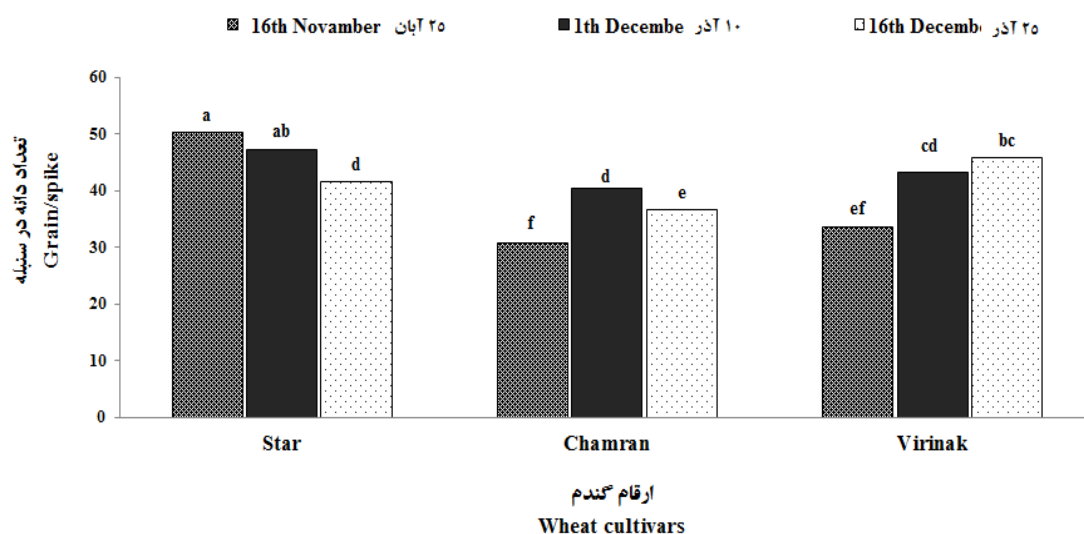 16th Novamber ۲۵ آبان
1th Decembe ۱۰ آذر
16th Decembe ۲۵ آذر
تعداد دانه در سنبله
Grain/spike
60
50
40
30
20
10
0
a
ab
d
f
d
e
ef
cd
bc
Star
Chamran
Virinak
ارقام گندم
Wheat cultivars